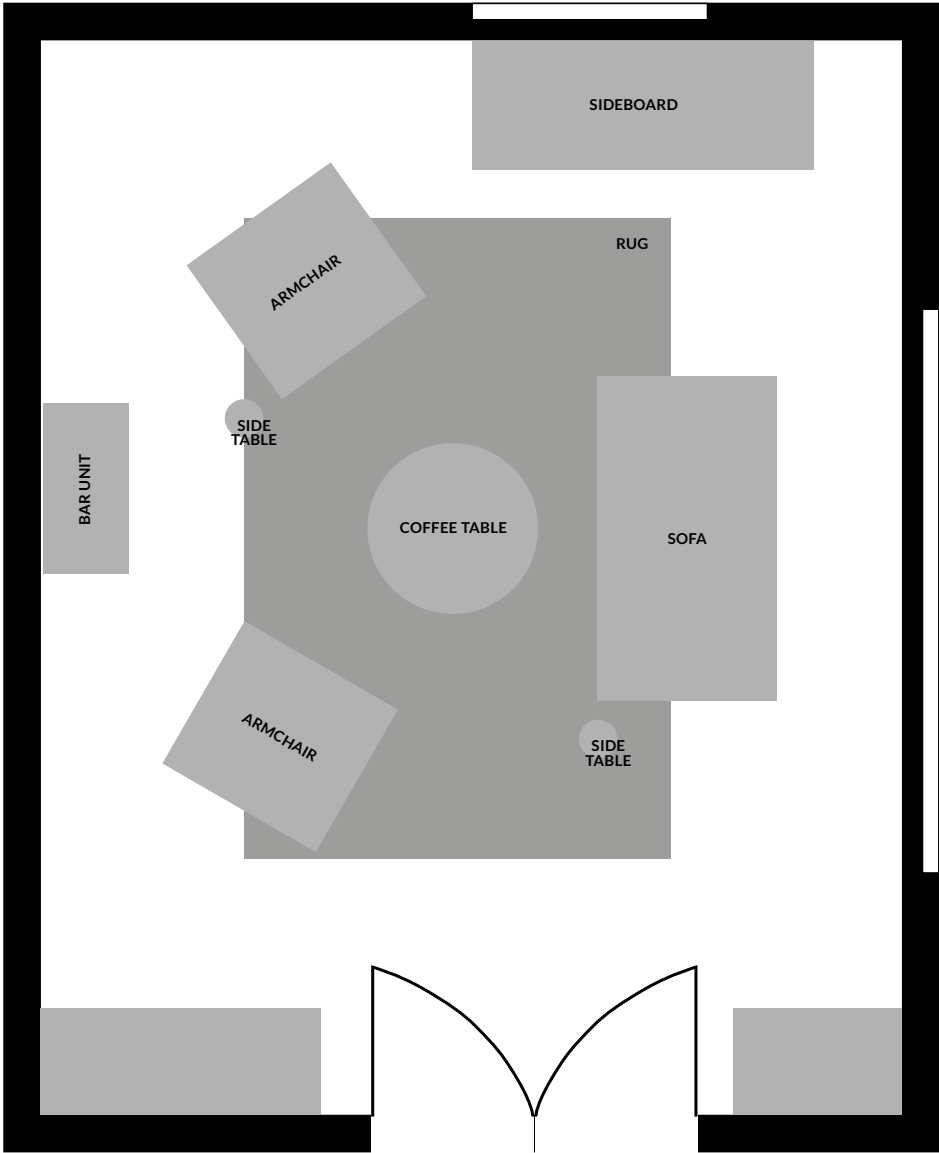 SIDEBOARD
RUG
ARMCHAIR
SIDE
TABLE
BAR UNIT
COFFEE TABLE
SOFA
ARMCHAIR
SIDE
TABLE